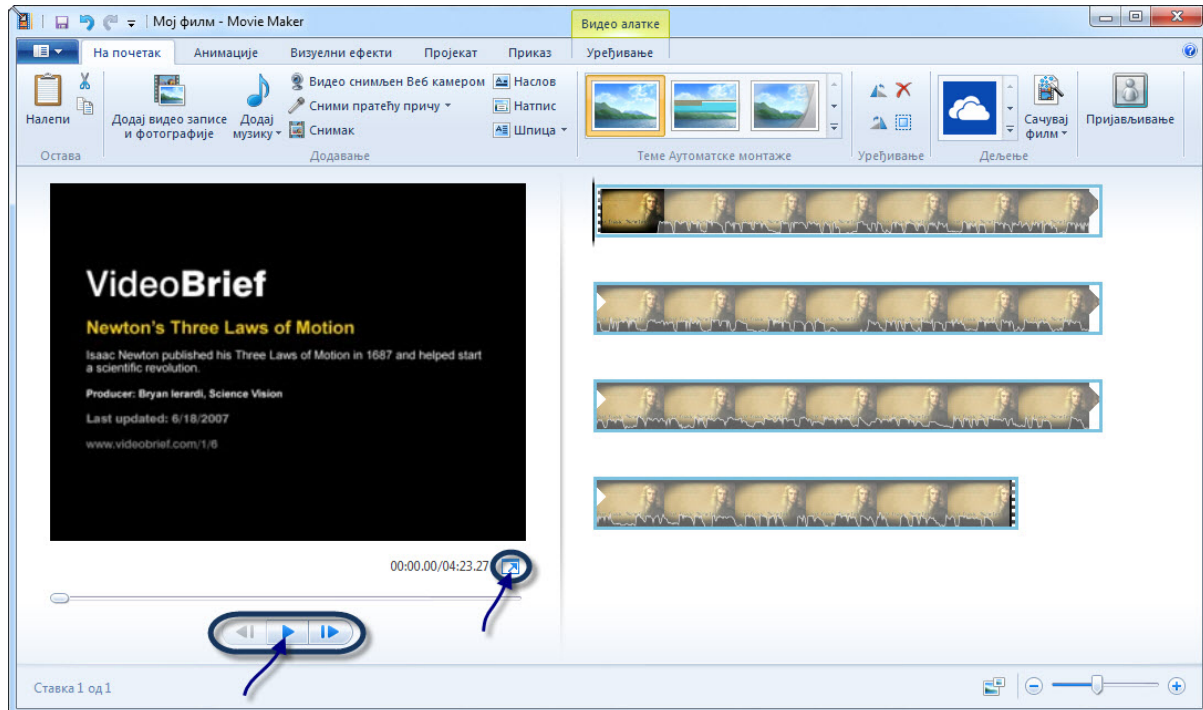 Мој филм - Movie Maker
Видео алатке
На почетак
Анимације
Визуелни ефекти
Пројекат
Приказ
Уређивање
Налепи
Додај видео записе
и фотографије
Додај
музику
Видео снимљен Веб камером
Сними пратећу причу
Снимак
Наслов
Натпис
Шпица
Сачувај
филм
Пријављивање
Остава
Додавање
Теме Аутоматске монтаже
Уређивање
Дељење
VideoBrief
Newton's Three Laws of Motion
Isaac Newton published his Three Laws of Motion in 1687 and helped start
a scientific revolution.
Producer: Bryan Ierardi, Science Vision
Last updated: 6/18/2007
www.videobrief.com/1/6
00:00.00/04:23.27
Ставка 1 од 1